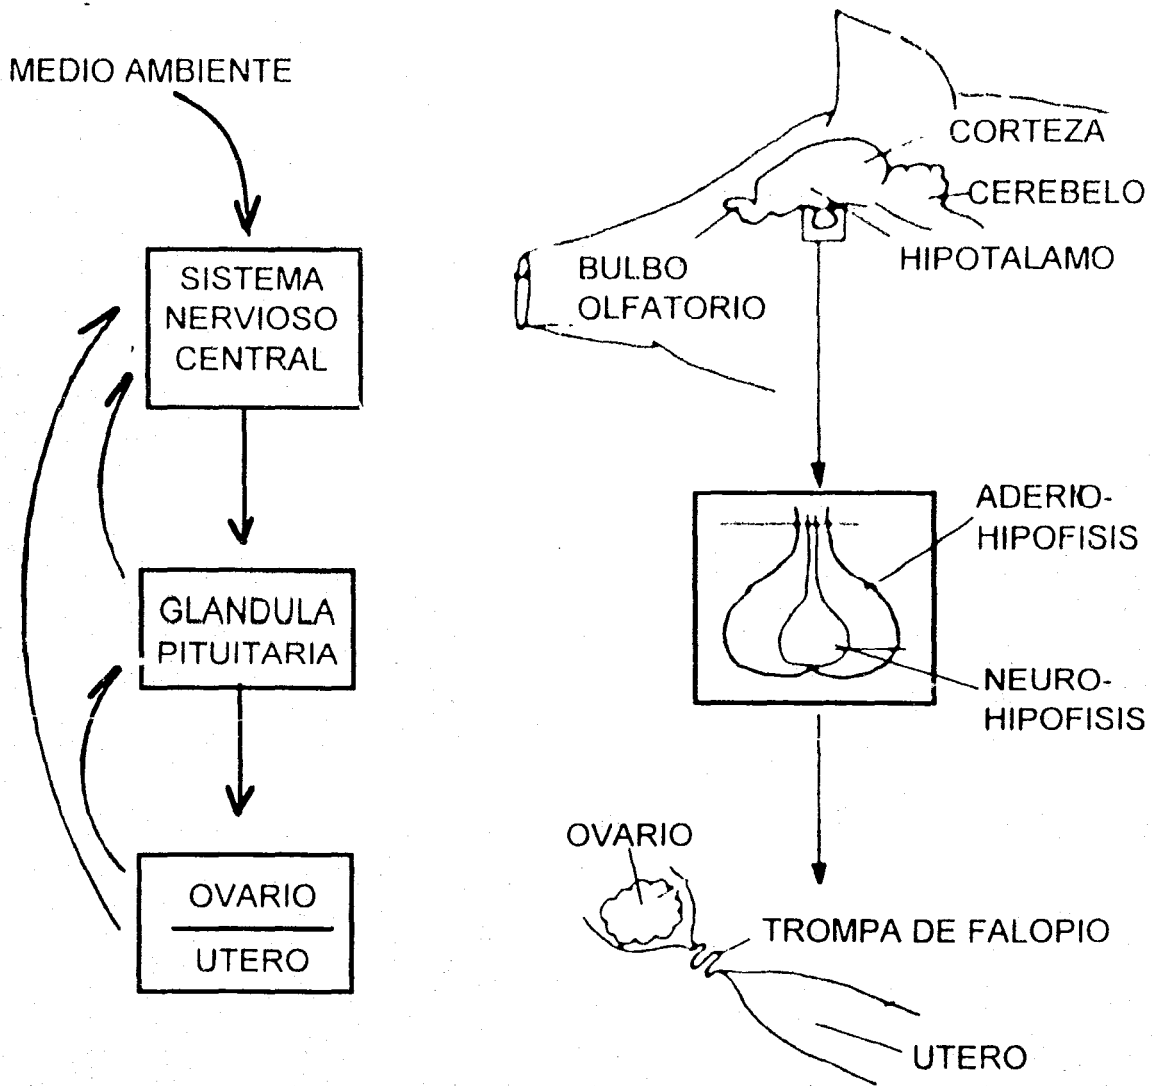 MEDIO AMBIENTE
SISTEMA
NERVIOSO
CENTRAL
GLANDULA
PITUITARIA
OVARIO
UTERO
CORTEZA
CEREBELO
HIPOTALAMO
BULBO
OLFATORIO
ADERIO-
HIPOFISIS
NEURO-
HIPOFISIS
OVARIO
TROMPA DE FALOPIO
UTERO